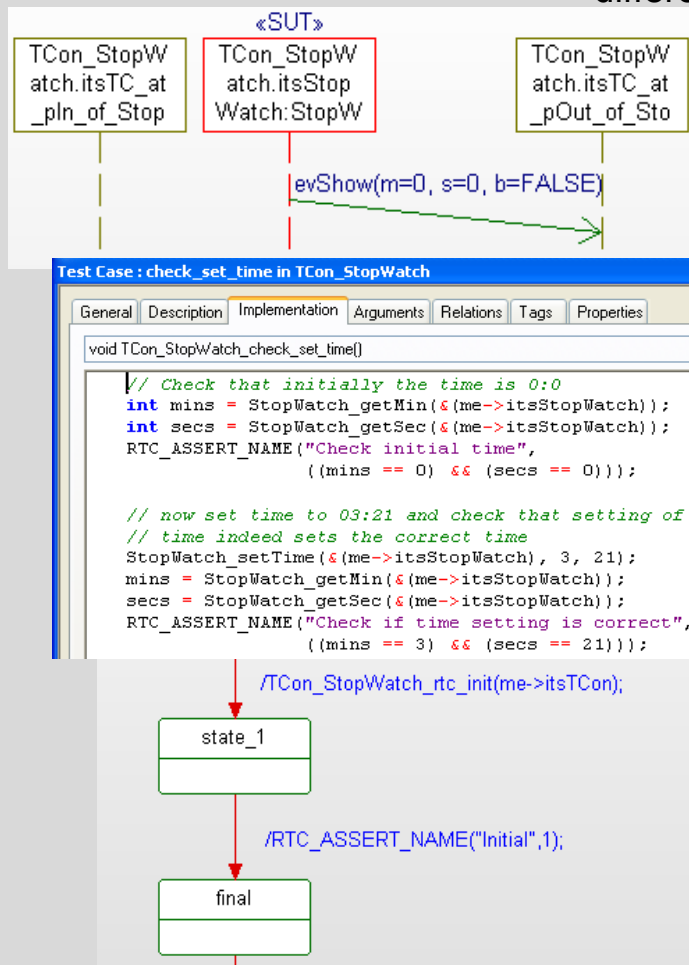 differe
«SUT»
TCon_StopW
atch.itsTC_at
_pIn_of_Stop
TCon_StopW
atch.itsStop
Watch:StopW
TCon_StopW
atch.itsTC_at
_pOut_of_Sto
evShow(m=0, s=0, b=FALSE)
Test Case : check_set_time in TCon_StopWatch
General Description Implementation Arguments Relations Tags Properties
void TCon_StopWatch_check_set_time()
// Check that initially the time is 0:0
int mins = StopWatch_getMin(&(me->itsStopWatch));
int secs = StopWatch_getSec(&(me->itsStopWatch));
RTC_ASSERT_NAME("Check initial time",
((mins == 0) && (secs == 0)));
// now set time to 03:21 and check that setting of
// time indeed sets the correct time
StopWatch_setTime(&(me->itsStopWatch), 3, 21);
mins = StopWatch_getMin(&(me->itsStopWatch));
secs = StopWatch_getSec(&(me->itsStopWatch));
RTC_ASSERT_NAME("Check if time setting is correct",
((mins == 3) && (secs == 21)));
/TCon_StopWatch_rtc_init(me->itsTCon);
state_1
/RTC_ASSERT_NAME("Initial",1);
final